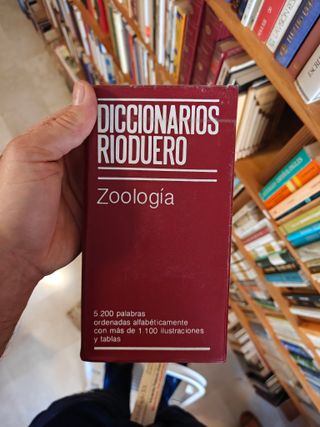 DICCIONARIOS
RIODUERO
Zoología
5.200 palabras
ordenadas alfabéticamente
con más de 1 100 ilustraciones
y tablas